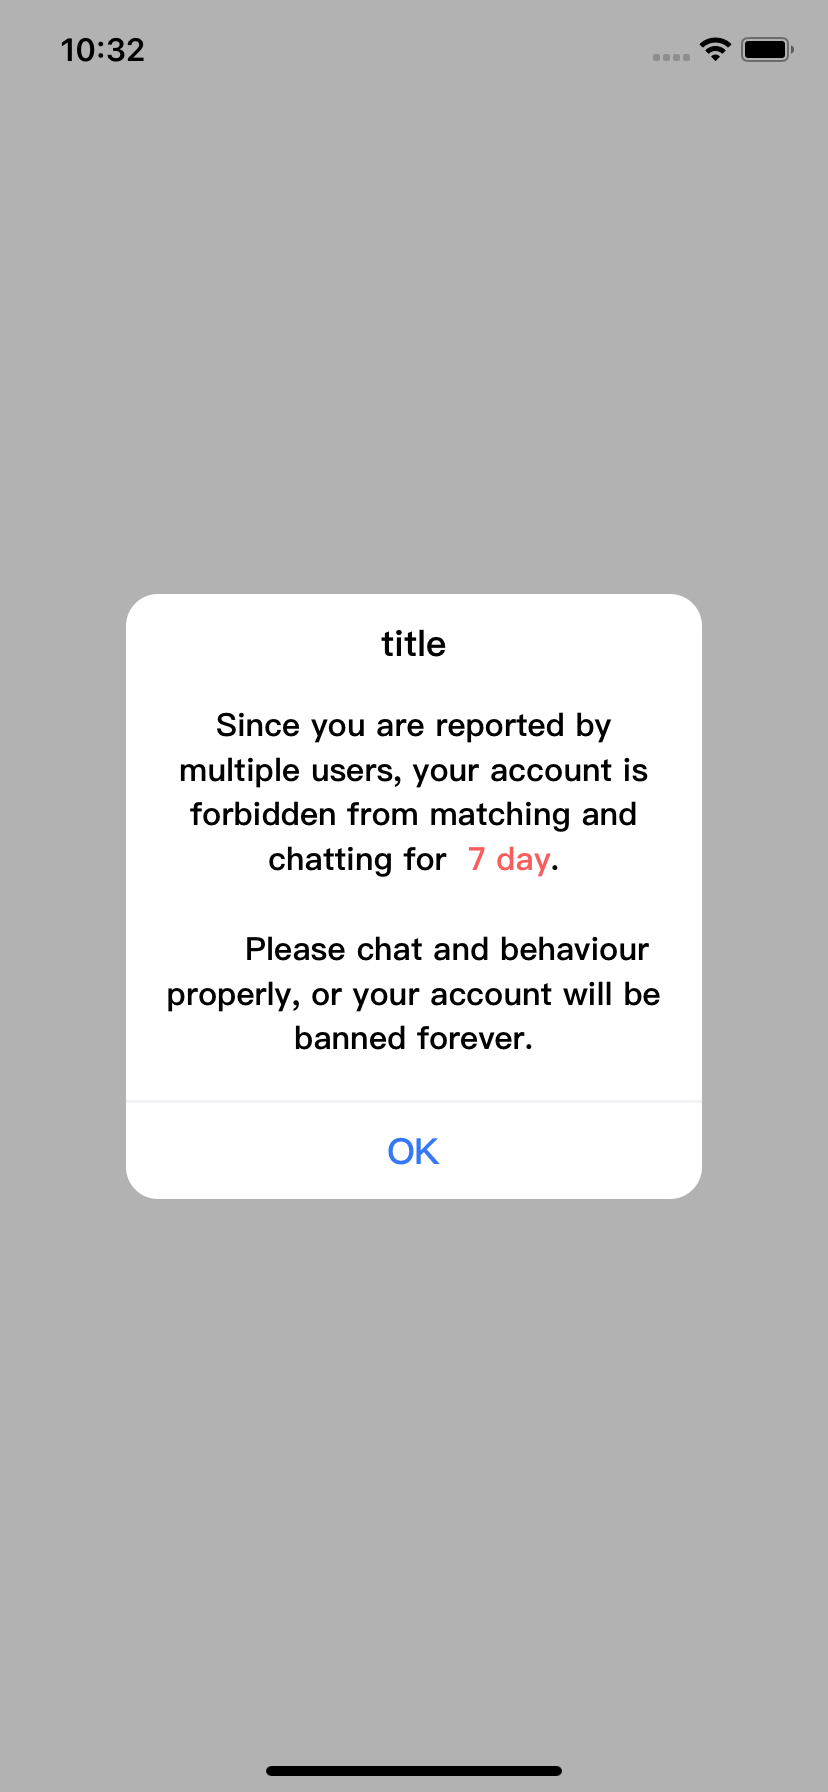 10:32
title
Since you are reported by
multiple users, your account is
forbidden from matching and
chatting for 7 day.
Please chat and behaviour
properly, or your account will be
banned forever.
OK